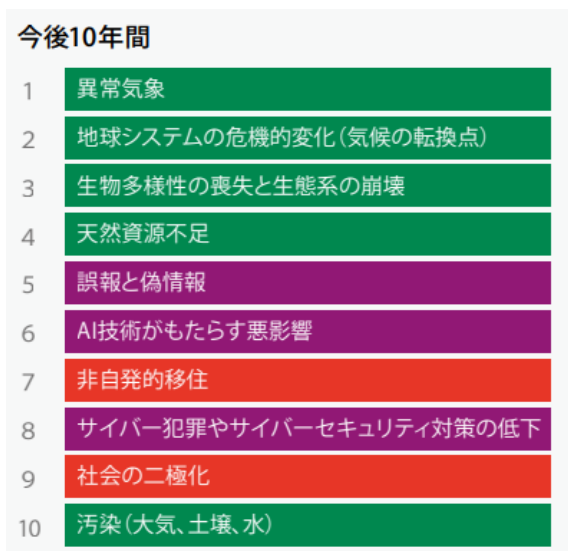 今後10年間
1 異常気象
2 地球システムの危機的変化（気候の転換点）
3 生物多様性の喪失と生態系の崩壊
4 天然資源不足
5 誤報と偽情報
6 AI技術がもたらす悪影響
7 非自発的移住
8 サイバー犯罪やサイバーセキュリティ対策の低下
9 社会の二極化
10 汚染（大気、土壌、水）